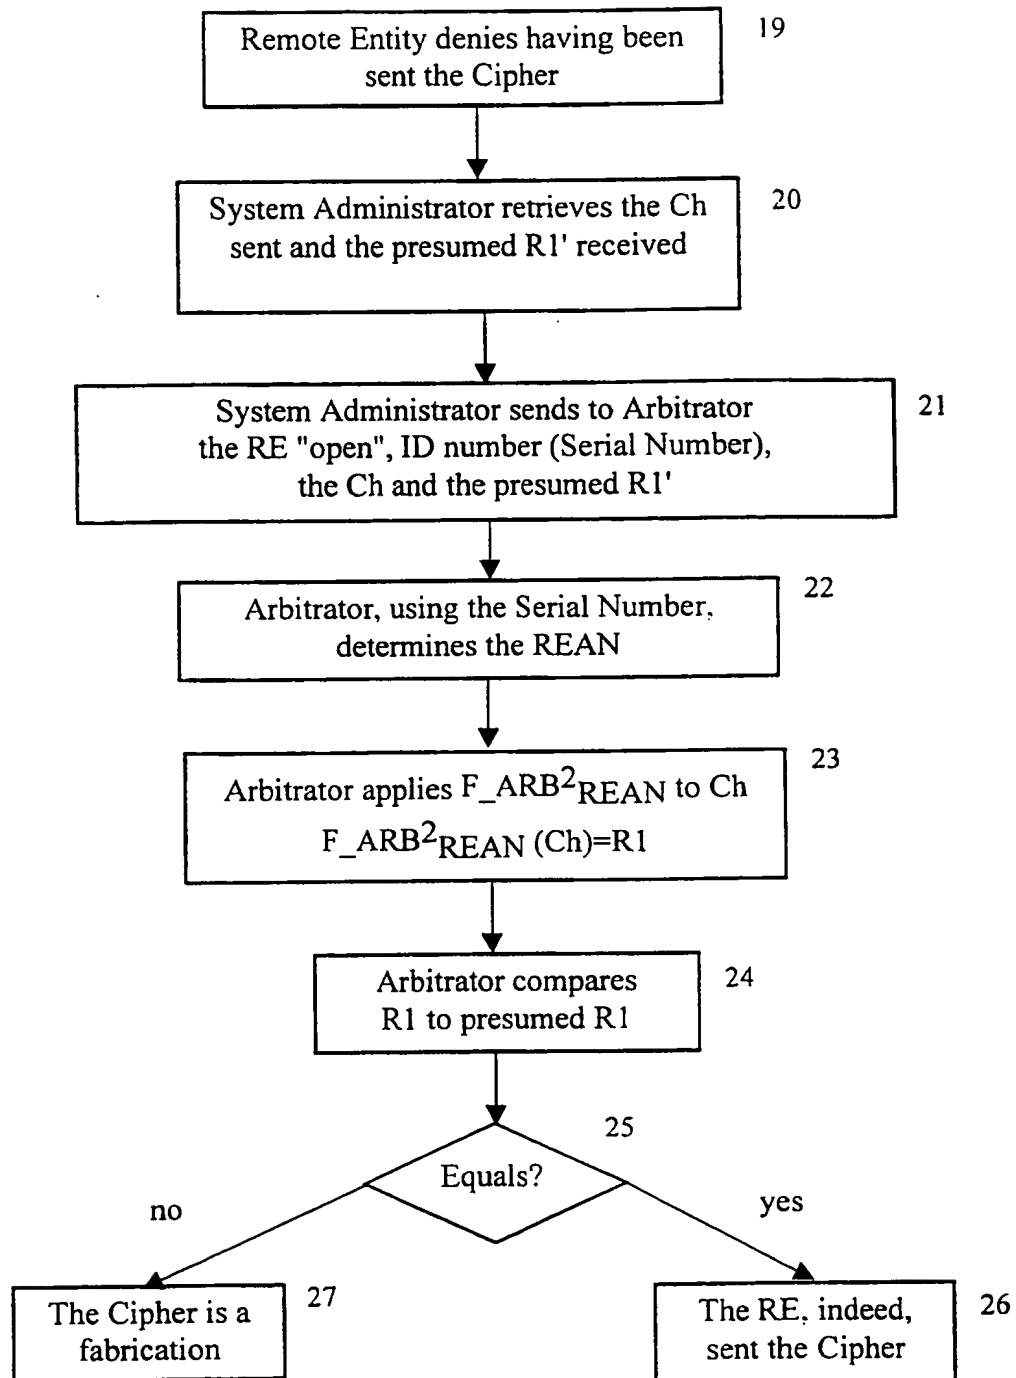 Remote Entity denies having been
sent the Cipher
19
System Administrator retrieves the Ch
sent and the presumed R1' received
20
System Administrator sends to Arbitrator
the RE "open", ID number (Serial Number),
the Ch and the presumed R1'
21
Arbitrator, using the Serial Number,
determines the REAN
22
Arbitrator applies F_ARB²REAN to Ch
F_ARB²REAN (Ch)=R1
23
Arbitrator compares
R1 to presumed R1
24
Equals?
25
no
yes
The Cipher is a
fabrication
27
The RE, indeed,
sent the Cipher
26